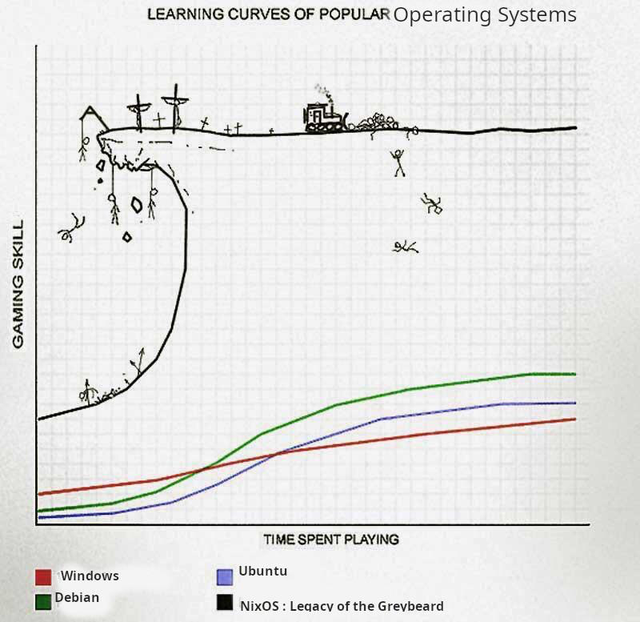 LEARNING CURVES OF POPULAR Operating Systems
GAMING SKILL
TIME SPENT PLAYING
Windows
Ubuntu
Debian
NixOS : Legacy of the Greybeard